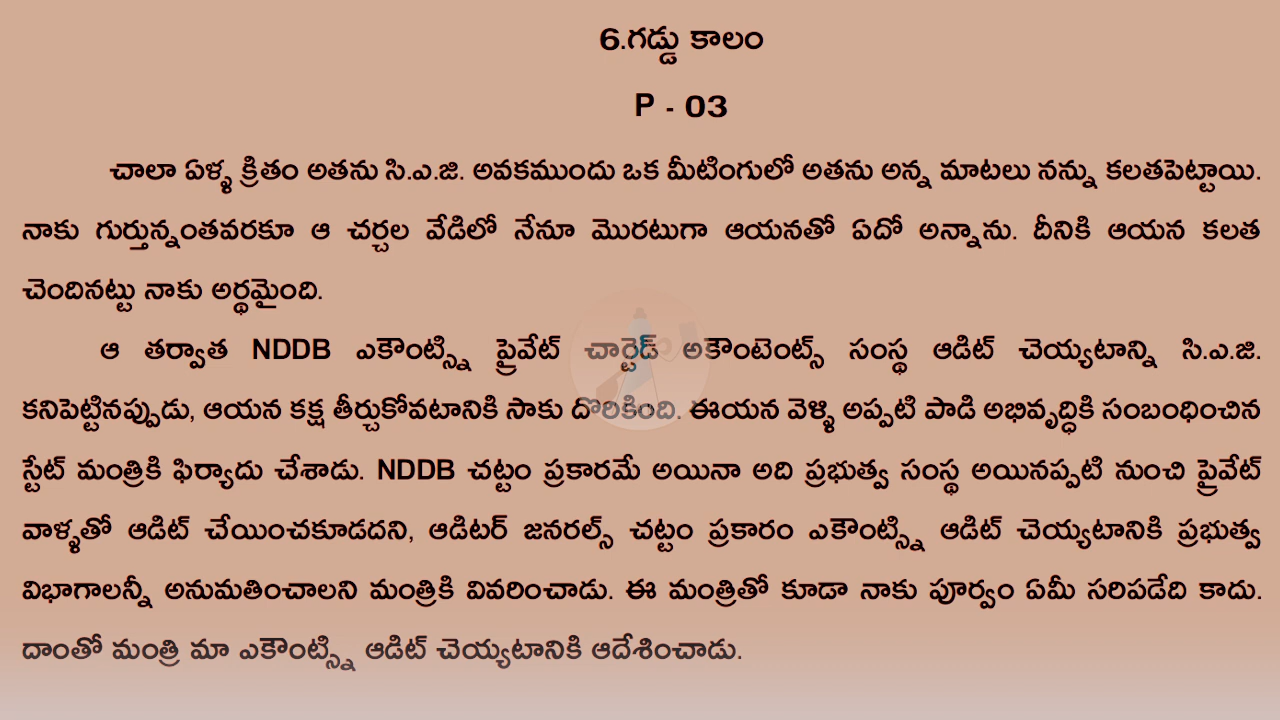 6.గడ్డు కాలం
P - 03
చాలా ఏళ్ళ క్రితం అతను సి.ఎ.జి. అవకముందు ఒక మీటింగులో అతను అన్న మాటలు నన్ను కలతపెట్టాయి.
నాకు గుర్తున్నంతవరకూ ఆ చర్చల వేడిలో నేనూ మొరటుగా ఆయనతో ఏదో అన్నాను. దీనికి ఆయన కలత
చెందినట్టు నాకు అర్థమైంది.
ఆ తర్వాత NDDB ఎకౌంట్స్ని ప్రైవేట్ చార్టెడ్ అకౌంటెంట్స్ సంస్థ ఆడిట్ చెయ్యటాన్ని సి.ఎ.జి.
కనిపెట్టినప్పుడు, ఆయన కక్ష తీర్చుకోవటానికి సాకు దొరికింది. ఈయన వెళ్ళి అప్పటి పాడి అభివృద్ధికి సంబంధించిన
స్టేట్ మంత్రికి ఫిర్యాదు చేశాడు. NDDB చట్టం ప్రకారమే అయినా అది ప్రభుత్వ సంస్థ అయినప్పటి నుంచి ప్రైవేట్
వాళ్ళతో ఆడిట్ చేయించకూడదని, ఆడిటర్ జనరల్స్ చట్టం ప్రకారం ఎకౌంట్స్ని ఆడిట్ చెయ్యటానికి ప్రభుత్వ
విభాగాలన్నీ అనుమతించాలని మంత్రికి వివరించాడు. ఈ మంత్రితో కూడా నాకు పూర్వం ఏమీ సరిపడేది కాదు.
దాంతో మంత్రి మా ఎకౌంట్స్ని ఆడిట్ చెయ్యటానికి ఆదేశించాడు.